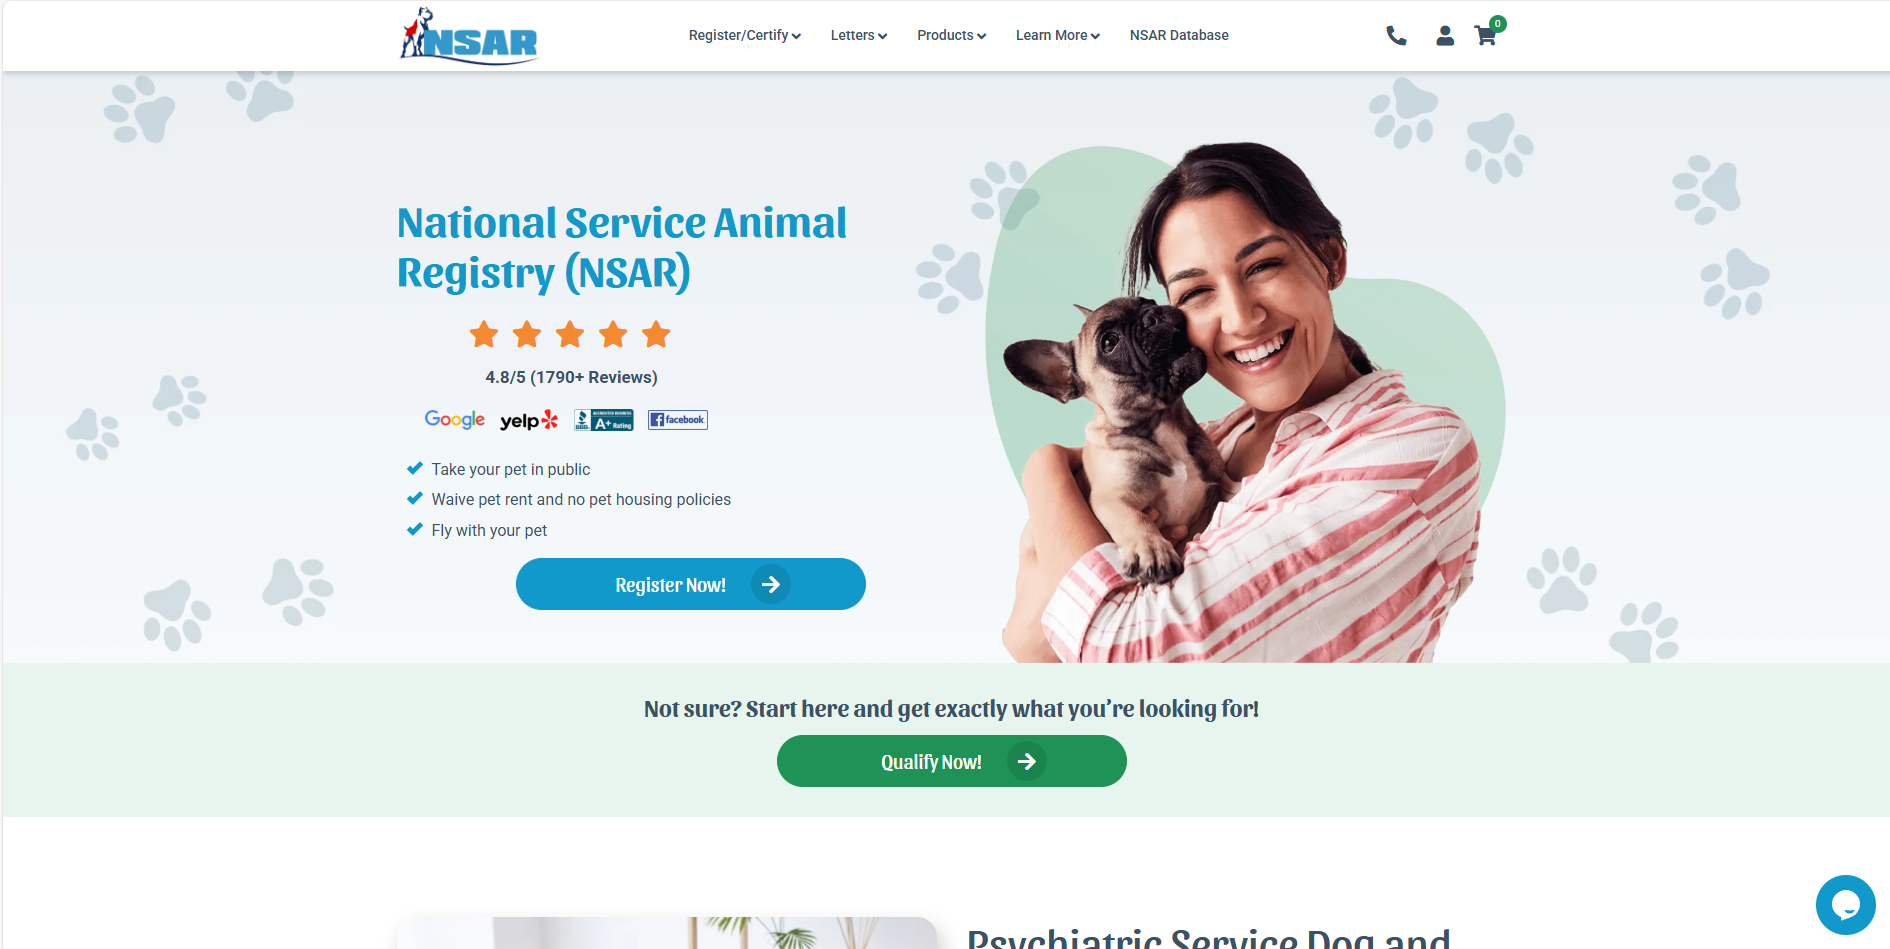 NSAR
Register/Certify
Letters
Products
Learn More
NSAR Database
0
National Service Animal
Registry (NSAR)
4.8/5 (1790+ Reviews)
Google
yelp
BBB
ACCREDITED BUSINESS
A+ Rating
facebook
Take your pet in public
Waive pet rent and no pet housing policies
Fly with your pet
Register Now!
Not sure? Start here and get exactly what you're looking for!
Qualify Now!
Psychiatric Service Dog and